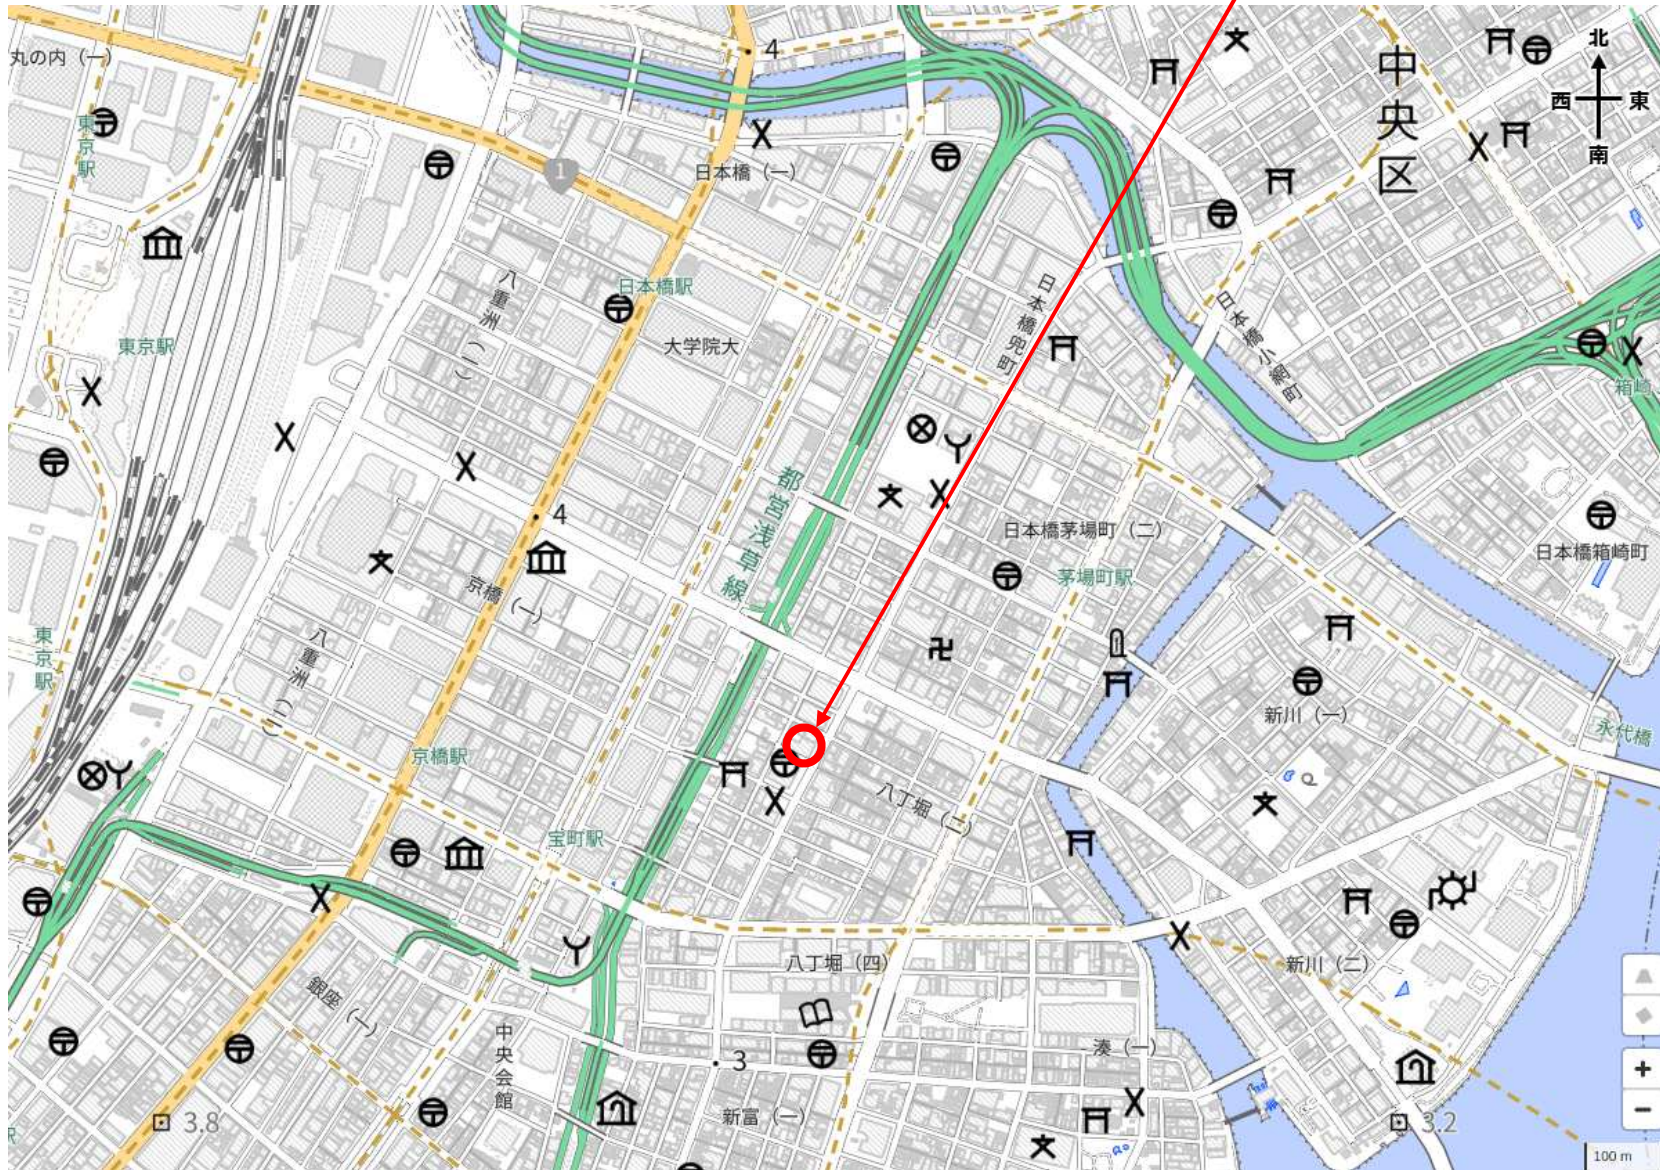 北
西 東
南
中央区
4
丸の内（一）
東京駅
1
日本橋（一）
日本橋駅
八重洲（一）
東京駅
大学院大
日本橋兜町
日本橋小網町
箱崎
都営浅草線
4
日本橋茅場町（二）
日本橋箱崎町
茅場町駅
京橋（一）
東京駅
八重洲（二）
新川（一）
永代橋
京橋駅
八丁堀（二）
宝町駅
八丁堀（四）
新川（二）
銀座（一）
中央会館
3
湊（一）
新富（一）
3.8
3.2
駅
+
−
100 m